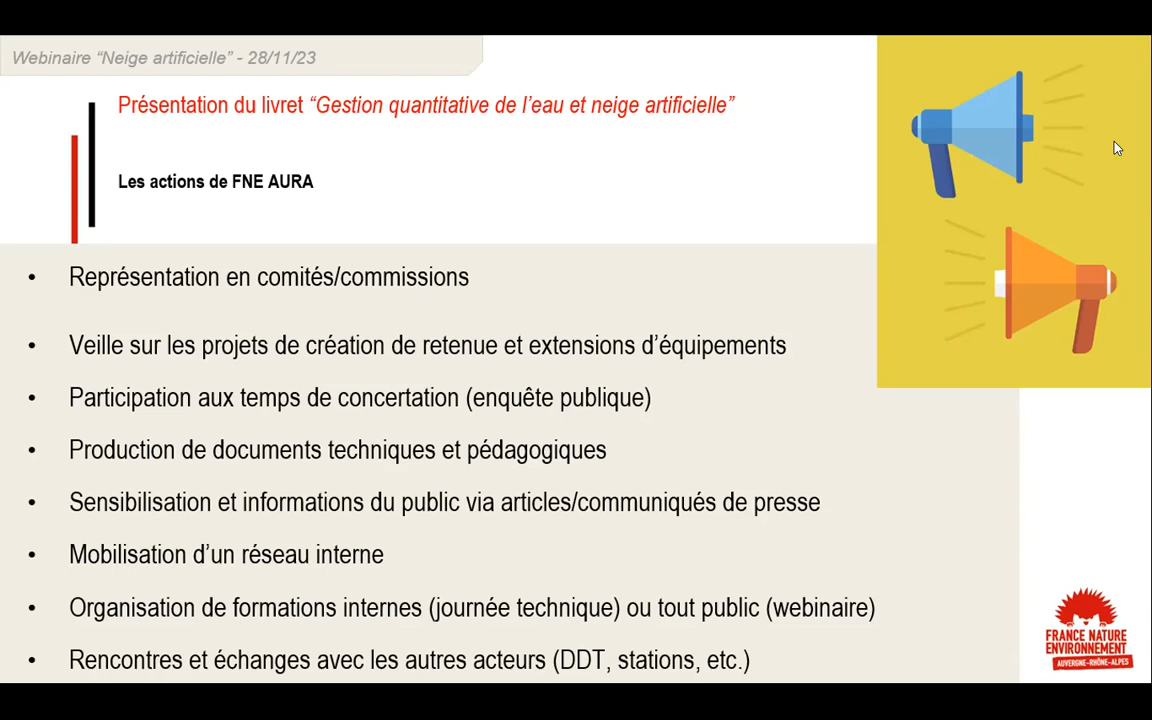 Webinaire “Neige artificielle” - 28/11/23
Présentation du livret “Gestion quantitative de l’eau et neige artificielle”
Les actions de FNE AURA
• Représentation en comités/commissions
• Veille sur les projets de création de retenue et extensions d’équipements
• Participation aux temps de concertation (enquête publique)
• Production de documents techniques et pédagogiques
• Sensibilisation et informations du public via articles/communiqués de presse
• Mobilisation d’un réseau interne
• Organisation de formations internes (journée technique) ou tout public (webinaire)
• Rencontres et échanges avec les autres acteurs (DDT, stations, etc.)
FRANCE NATURE
ENVIRONNEMENT
AUVERGNE-RHÔNE-ALPES